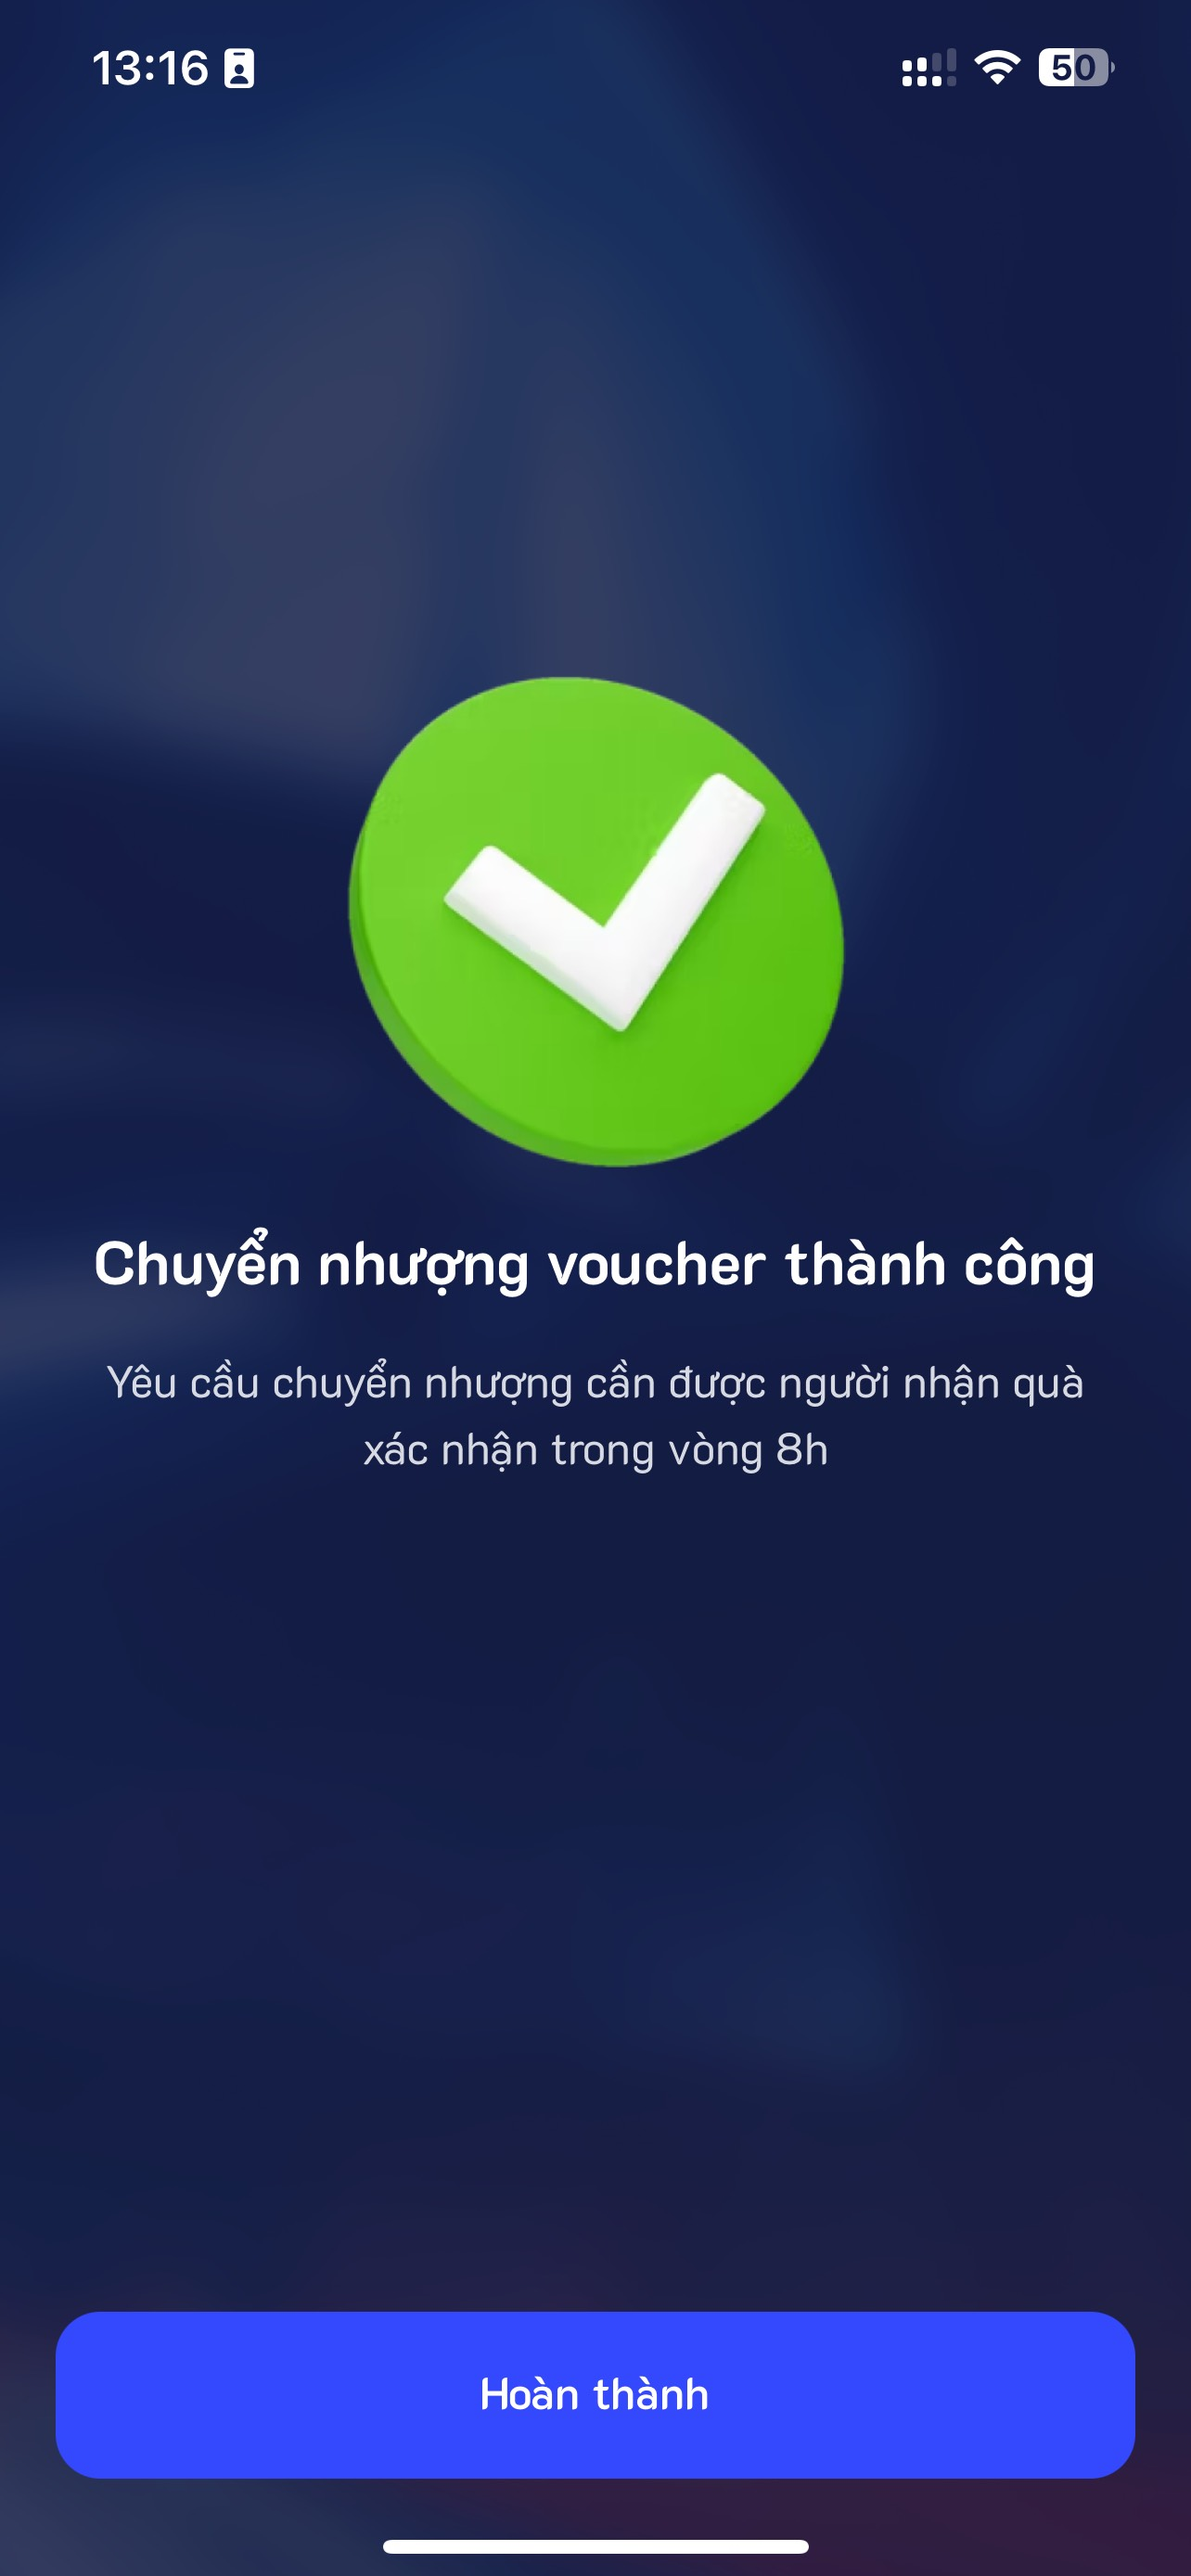 13:16
50
Chuyển nhượng voucher thành công
Yêu cầu chuyển nhượng cần được người nhận quà
xác nhận trong vòng 8h
Hoàn thành